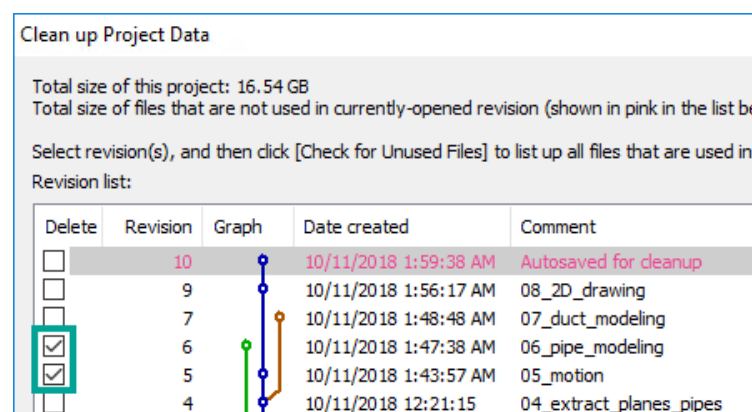 Clean up Project Data
Total size of this project: 16.54 GB
Total size of files that are not used in currently-opened revision (shown in pink in the list
Select revision(s), and then click [Check for Unused Files] to list up all files that are used in
Revision list:
Delete Revision Graph Date created Comment
10 10/11/2018 1:59:38 AM Autosaved for cleanup
9 10/11/2018 1:56:17 AM 08_2D_drawing
7 10/11/2018 1:48:48 AM 07_duct_modeling
6 10/11/2018 1:47:38 AM 06_pipe_modeling
5 10/11/2018 1:43:57 AM 05_motion
4 10/11/2018 12:21:15 04_extract_planes_pipes